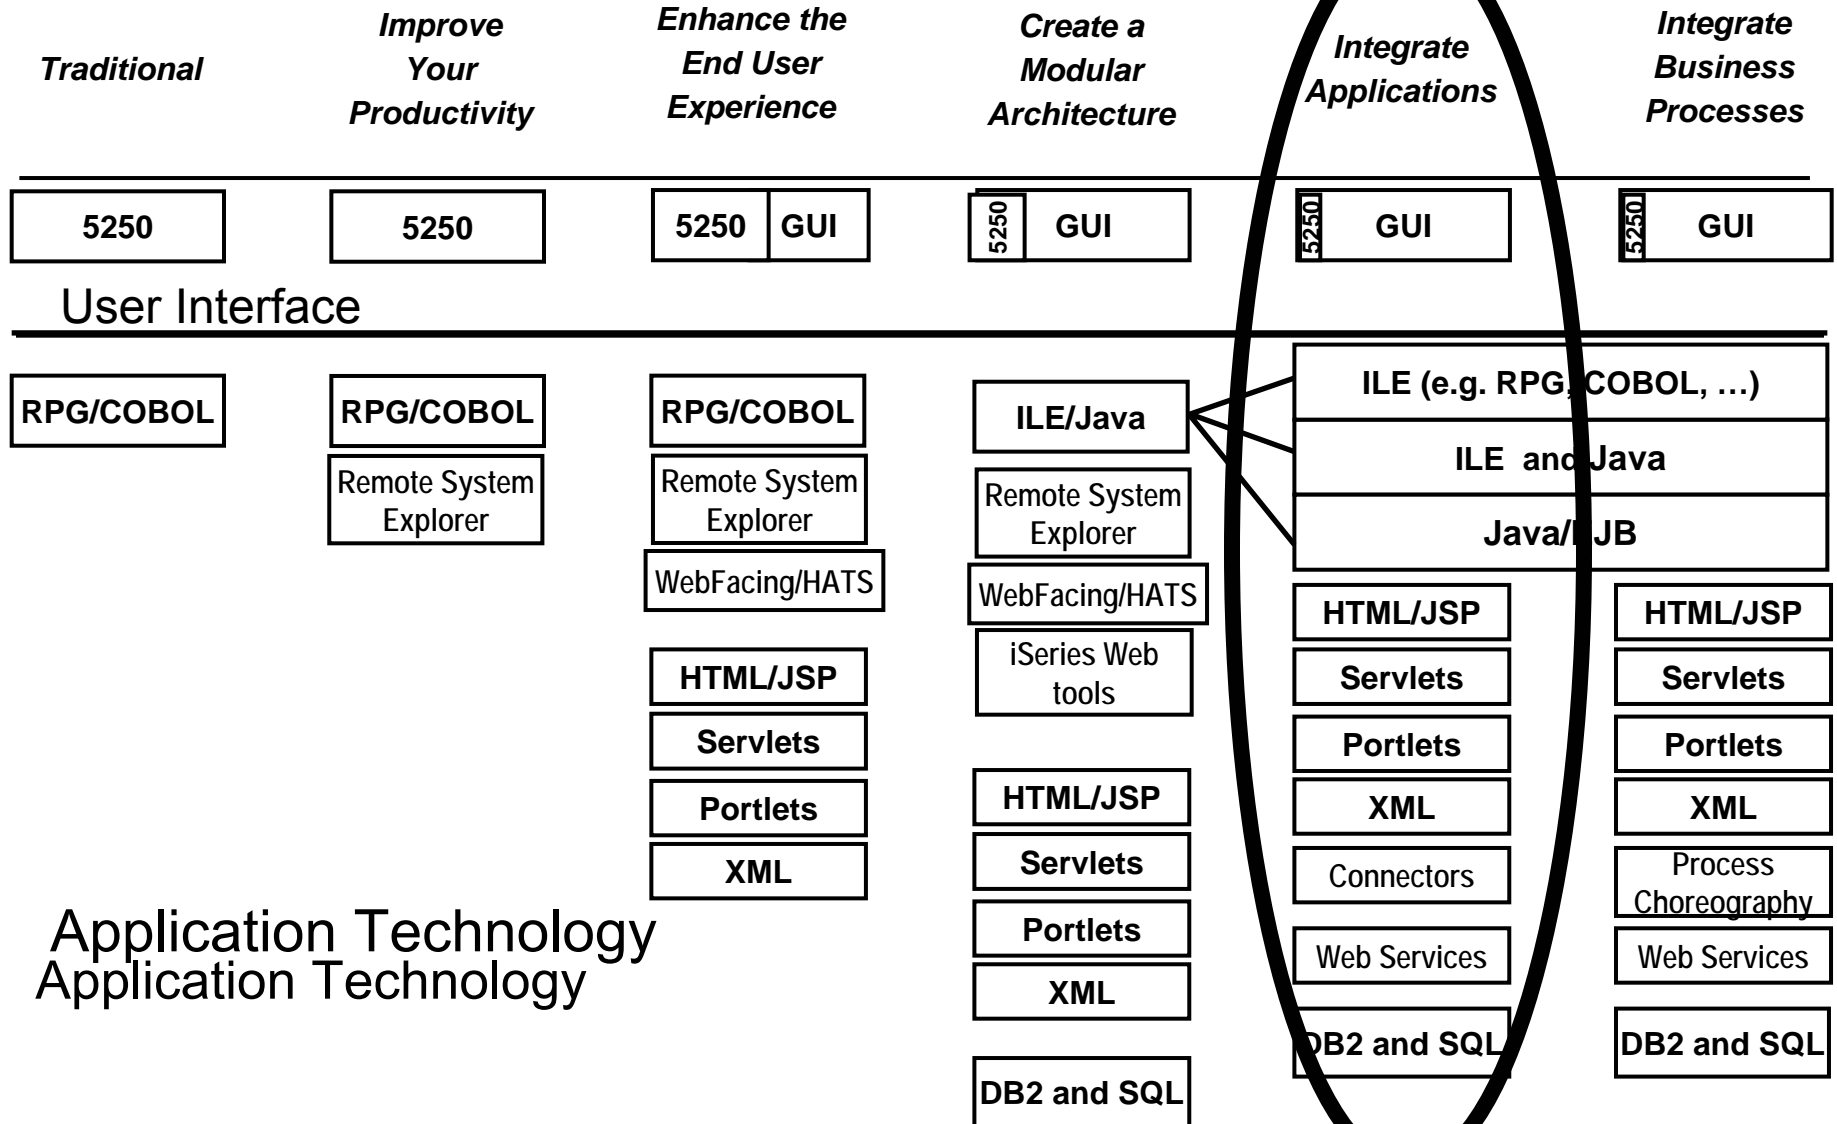 Traditional
Improve
Your
Productivity
Enhance the
End User
Experience
Create a
Modular
Architecture
Integrate
Applications
Integrate
Business
Processes
5250
5250
5250 GUI
5250 GUI
5250 GUI
5250 GUI
User Interface
RPG/COBOL
RPG/COBOL
Remote System
Explorer
RPG/COBOL
Remote System
Explorer
WebFacing/HATS
HTML/JSP
Servlets
Portlets
XML
ILE/Java
Remote System
Explorer
WebFacing/HATS
iSeries Web
tools
HTML/JSP
Servlets
Portlets
XML
DB2 and SQL
ILE (e.g. RPG, COBOL, …)
ILE and Java
Java/EJB
HTML/JSP
Servlets
Portlets
XML
Connectors
Web Services
DB2 and SQL
HTML/JSP
Servlets
Portlets
XML
Process
Choreography
Web Services
DB2 and SQL
Application Technology
Application Technology